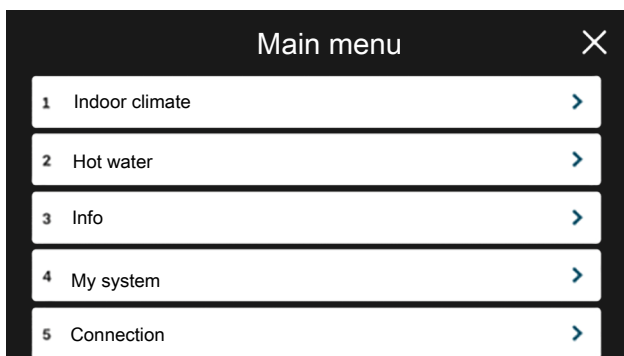 Main menu
1 Indoor climate
2 Hot water
3 Info
4 My system
5 Connection